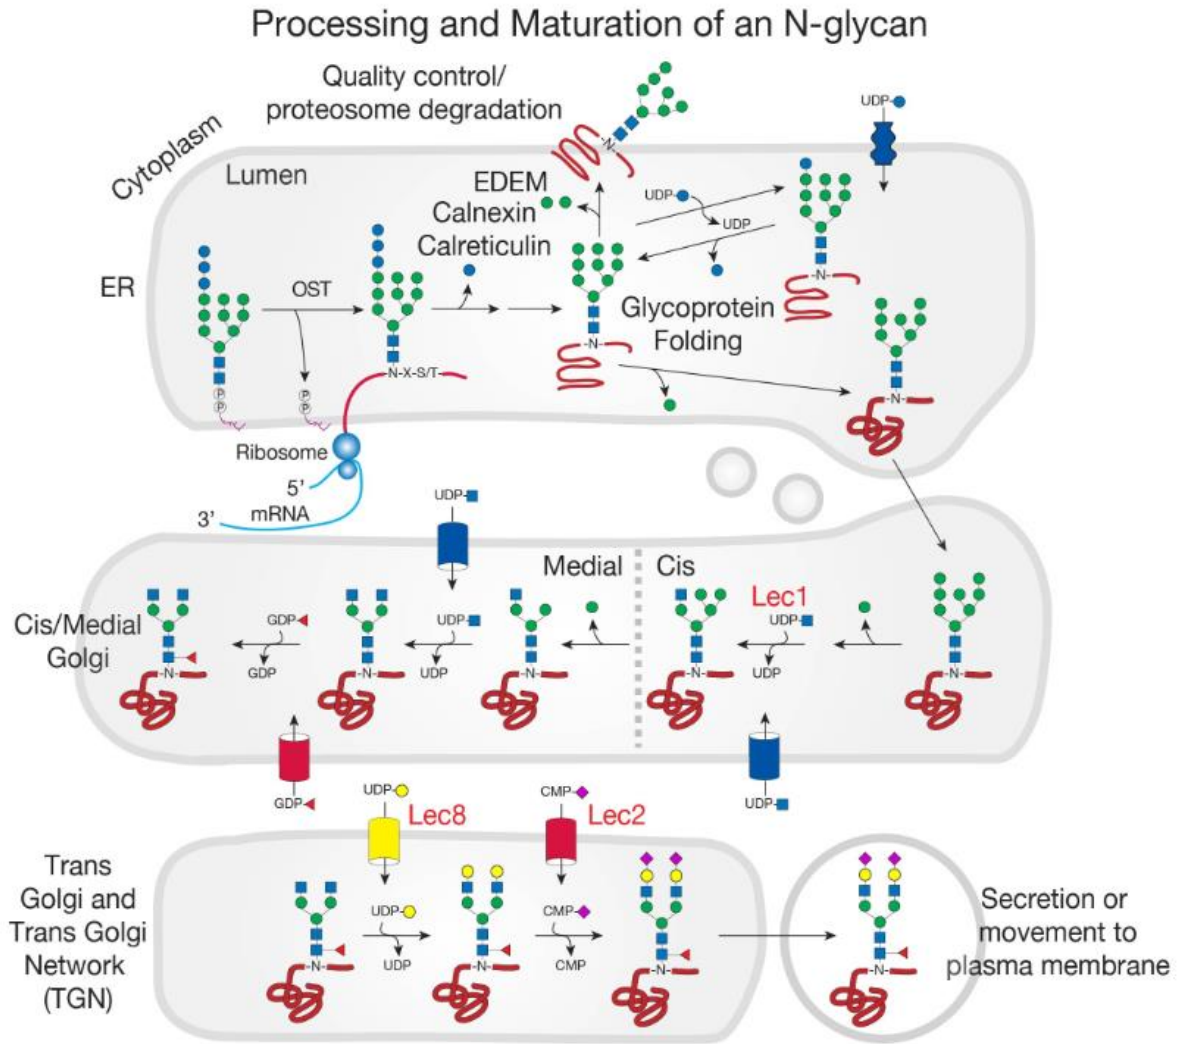 Processing and Maturation of an N-glycan
Quality control/
proteosome degradation
UDP-
Cytoplasm
Lumen
EDEM
Calnexin
Calreticulin
UDP-
UDP
-N-
-N-
ER
OST
Glycoprotein
Folding
-N-
-N-
-N-X-S/T-
P
P
P
P
Ribosome
5'
3'
mRNA
UDP-
Medial
Cis
Lec1
Cis/Medial
Golgi
GDP-
GDP
UDP-
UDP
UDP-
UDP
-N-
-N-
-N-
-N-
-N-
GDP-
UDP-
UDP-
Lec8
CMP-
Lec2
Trans
Golgi and
Trans Golgi
Network
(TGN)
UDP-
UDP
CMP-
CMP
-N-
-N-
-N-
-N-
Secretion or
movement to
plasma membrane